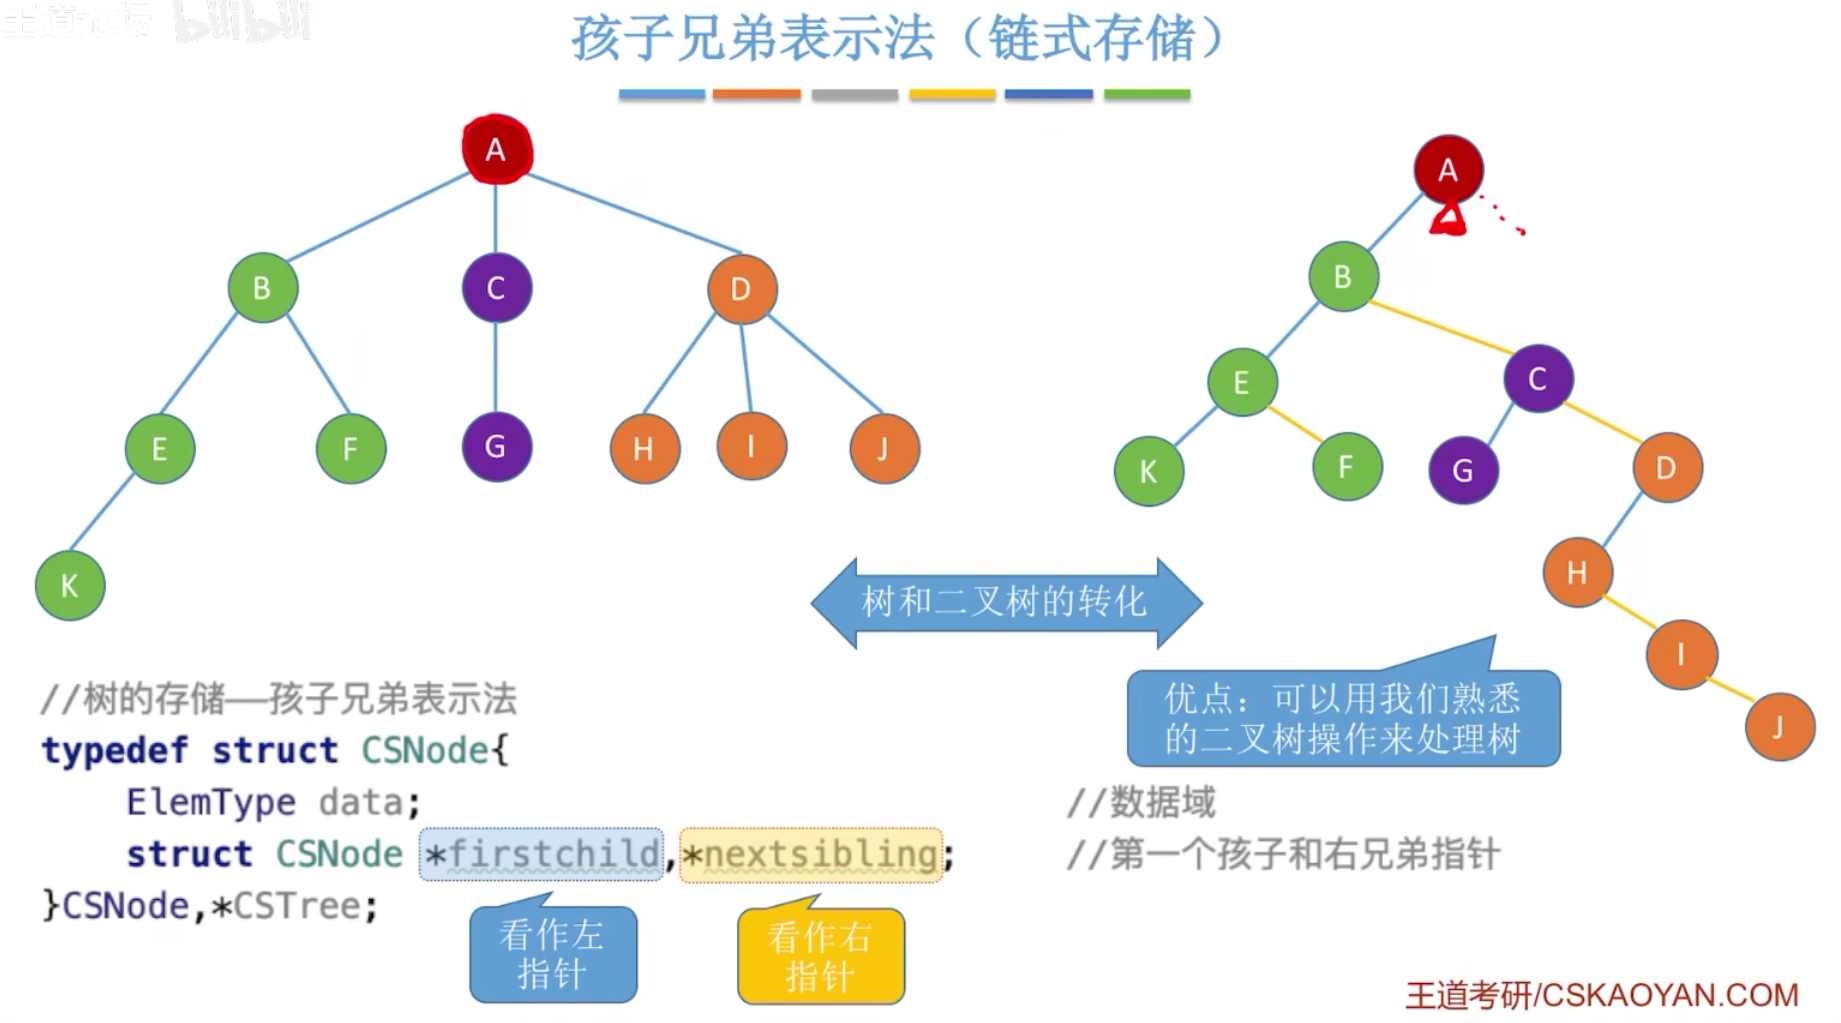 王道论坛 bilibili
孩子兄弟表示法（链式存储）
A
B
C
D
E
F
G
H
I
J
K
A
B
E
C
K
F
G
D
H
I
J
树和二叉树的转化
优点：可以用我们熟悉
的二叉树操作来处理树
//树的存储——孩子兄弟表示法
typedef struct CSNode{
ElemType data; //数据域
struct CSNode *firstchild,*nextsibling; //第一个孩子和右兄弟指针
}CSNode,*CSTree;
看作左
指针
看作右
指针
王道考研/CSKAOYAN.COM